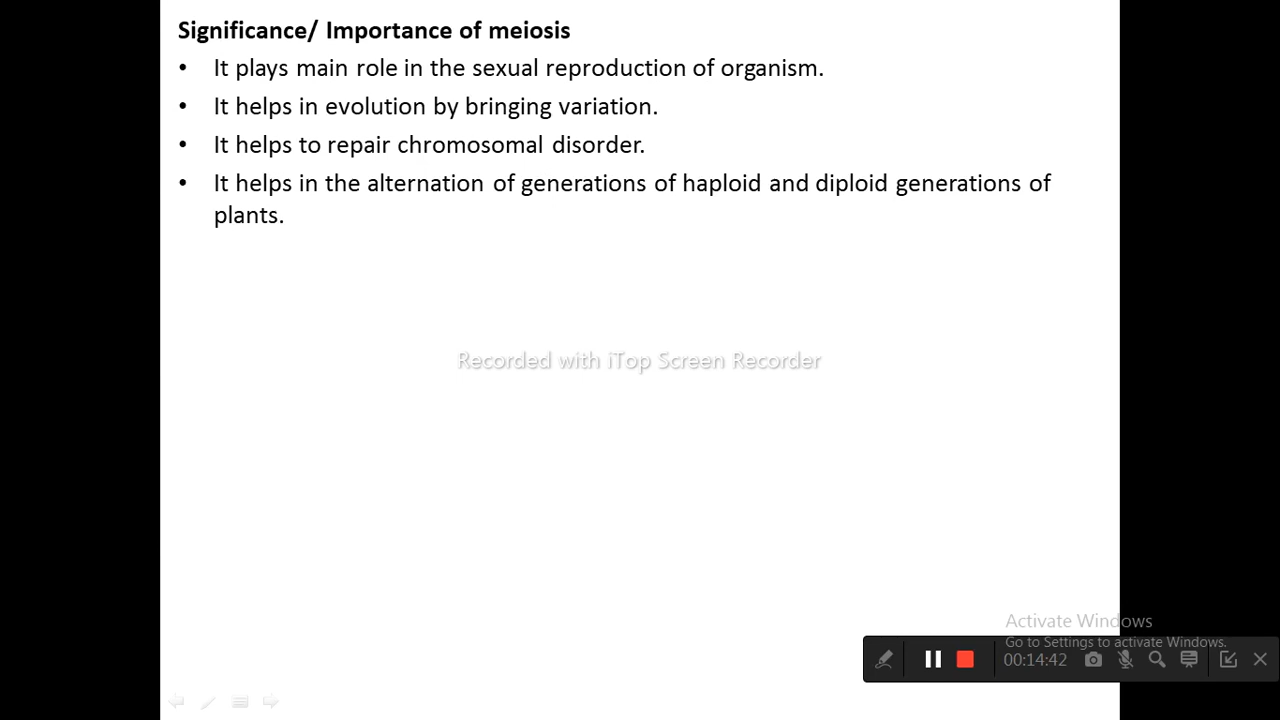 Significance/ Importance of meiosis
• It plays main role in the sexual reproduction of organism.
• It helps in evolution by bringing variation.
• It helps to repair chromosomal disorder.
• It helps in the alternation of generations of haploid and diploid generations of
plants.
Recorded with iTop Screen Recorder
Activate Windows
Go to Settings to activate Windows.
00:14:42